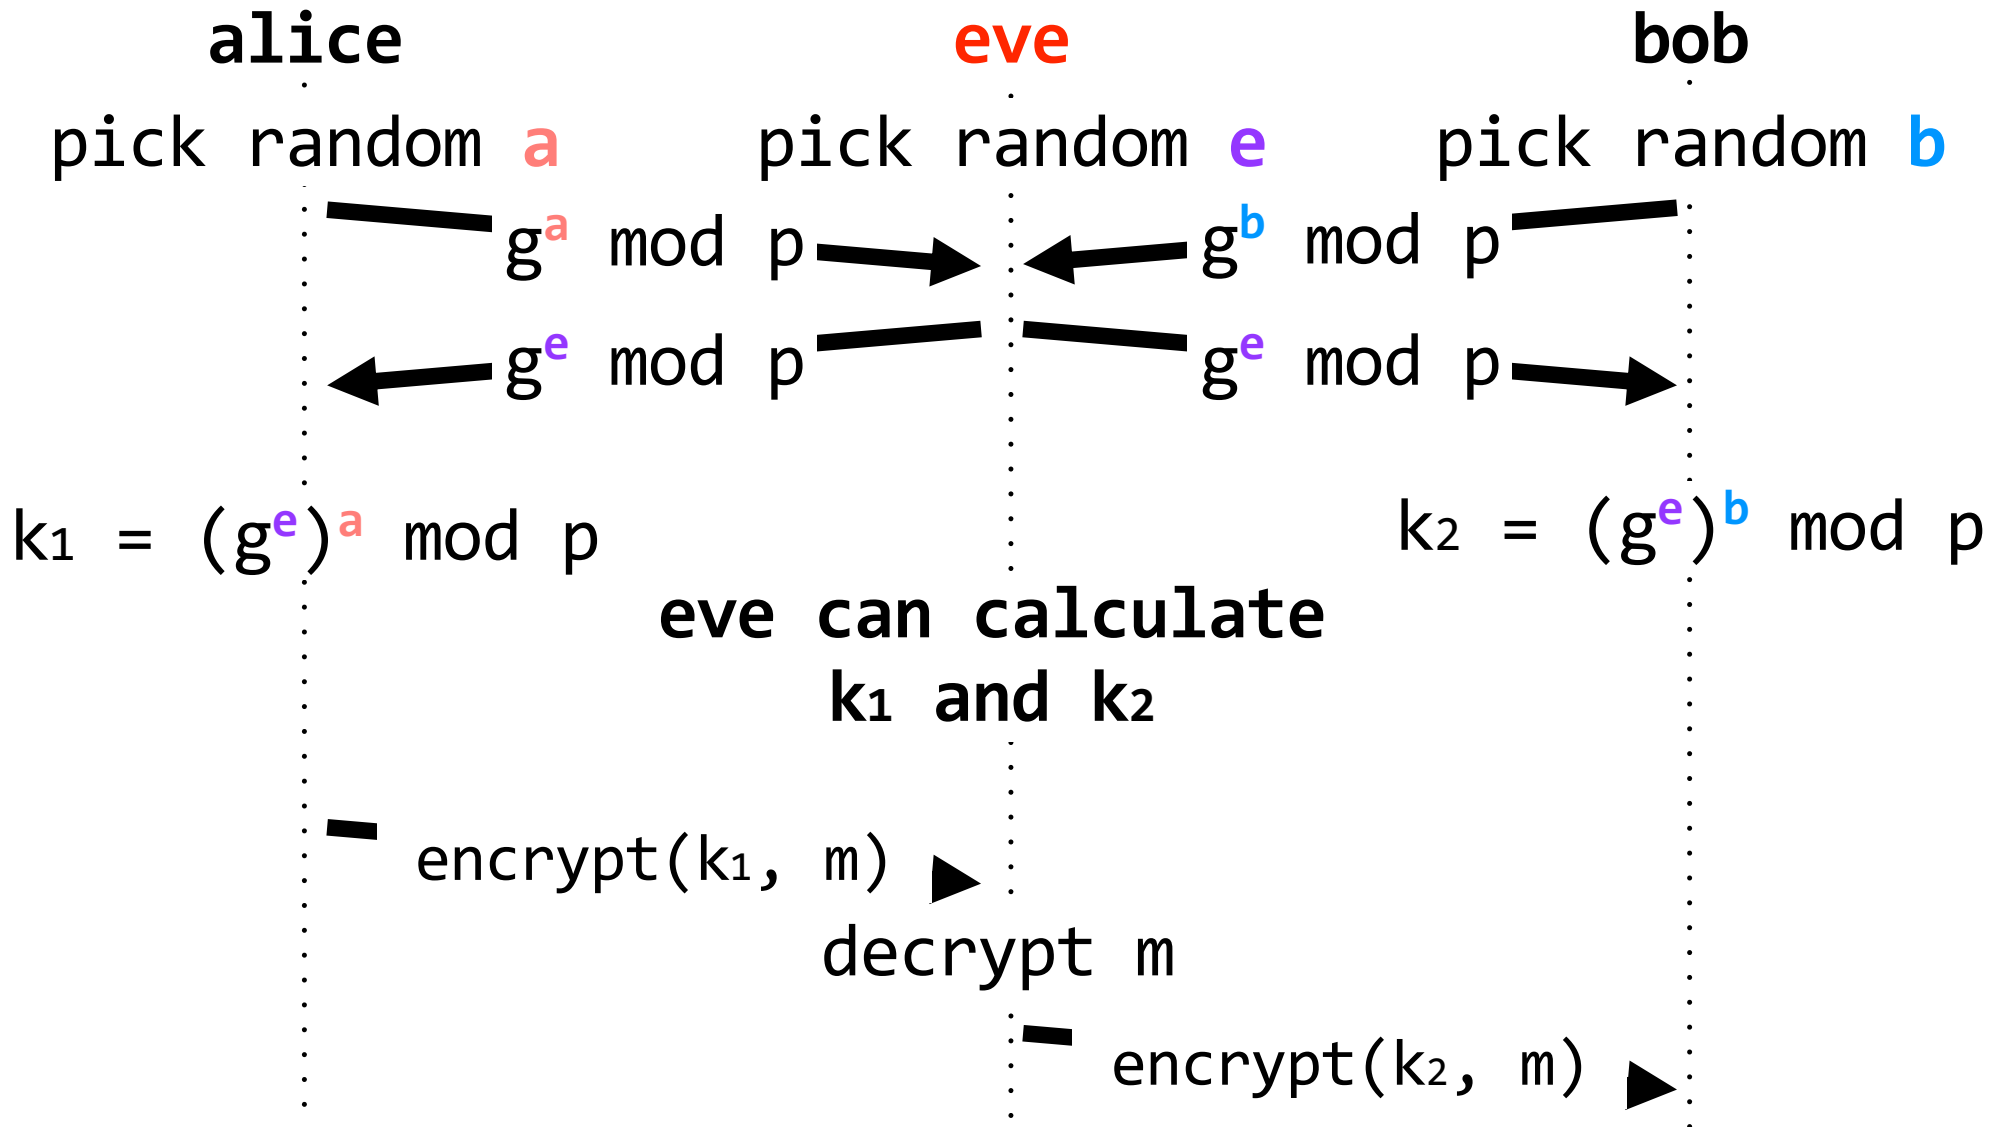 alice eve bob
pick random a pick random e pick random b
gᵃ mod p gᵇ mod p
gᵉ mod p gᵉ mod p
k₁ = (gᵉ)ᵃ mod p k₂ = (gᵉ)ᵇ mod p
eve can calculate
k₁ and k₂
encrypt(k₁, m)
decrypt m
encrypt(k₂, m)